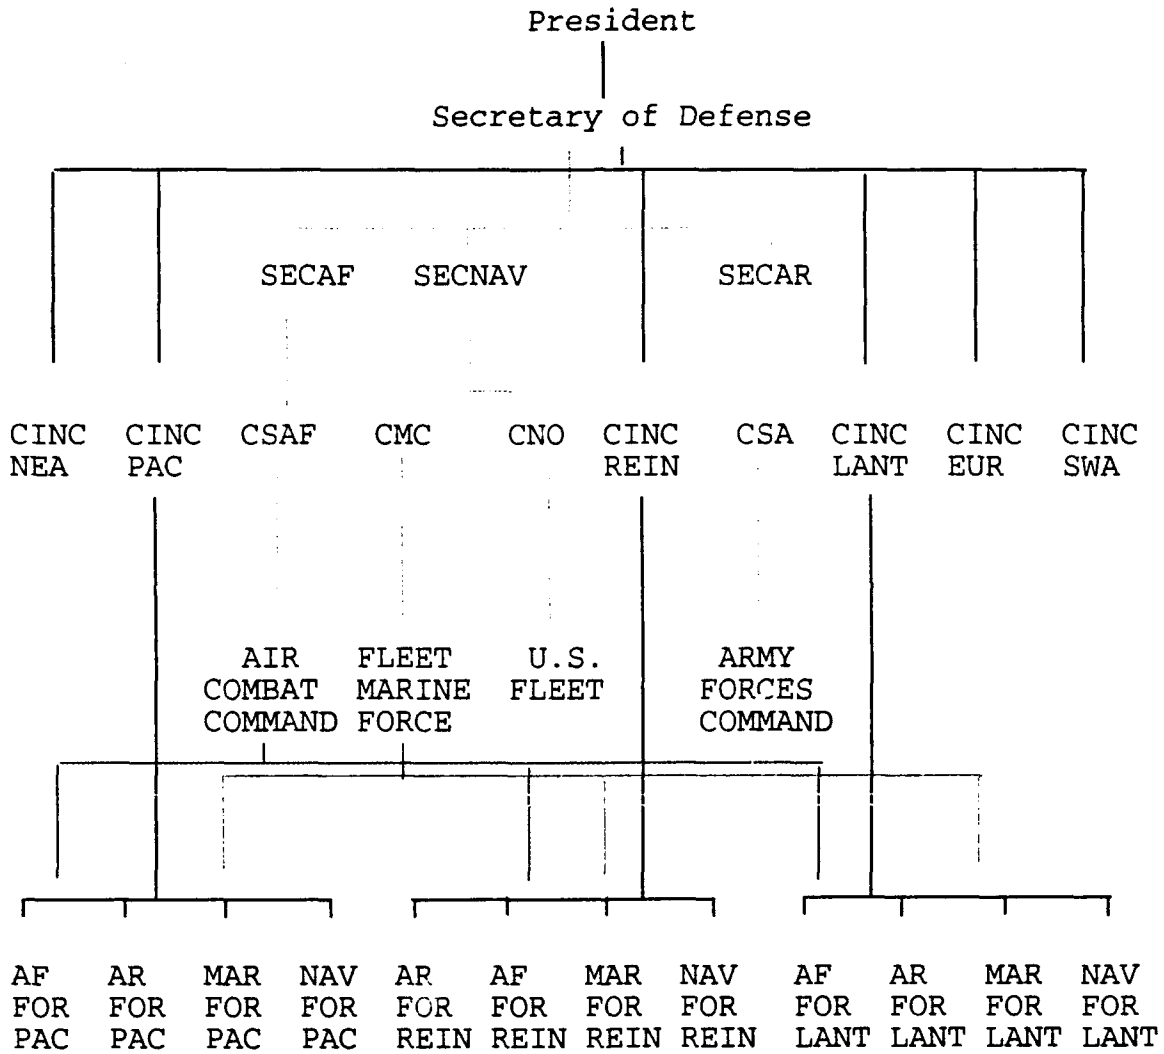 President
Secretary of Defense
SECAF SECNAV SECAR
CINC CINC CSAF CMC CNO CINC CSA CINC CINC CINC
NEA PAC REIN LANT EUR SWA
AIR FLEET U.S. ARMY
COMBAT MARINE FLEET FORCES
COMMAND FORCE COMMAND
AF AR MAR NAV AR AF MAR NAV AF AR MAR NAV
FOR FOR FOR FOR FOR FOR FOR FOR FOR FOR FOR FOR
PAC PAC PAC PAC REIN REIN REIN REIN LANT LANT LANT LANT